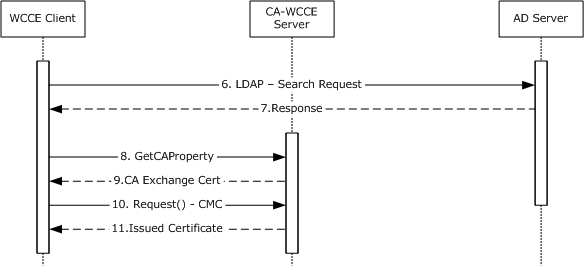 WCCE Client
CA-WCCE
Server
AD Server
6. LDAP – Search Request
7.Response
8. GetCAProperty
9.CA Exchange Cert
10. Request() - CMC
11.Issued Certificate